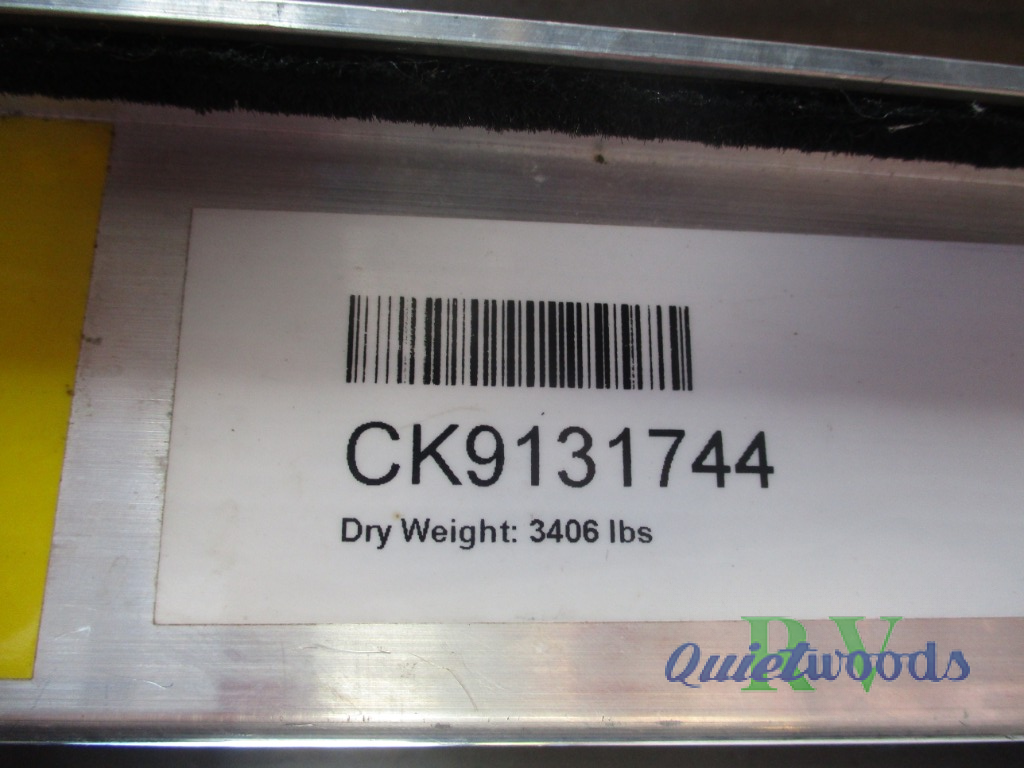 CK9131744
Dry Weight: 3406 lbs
RV
Quietwoods